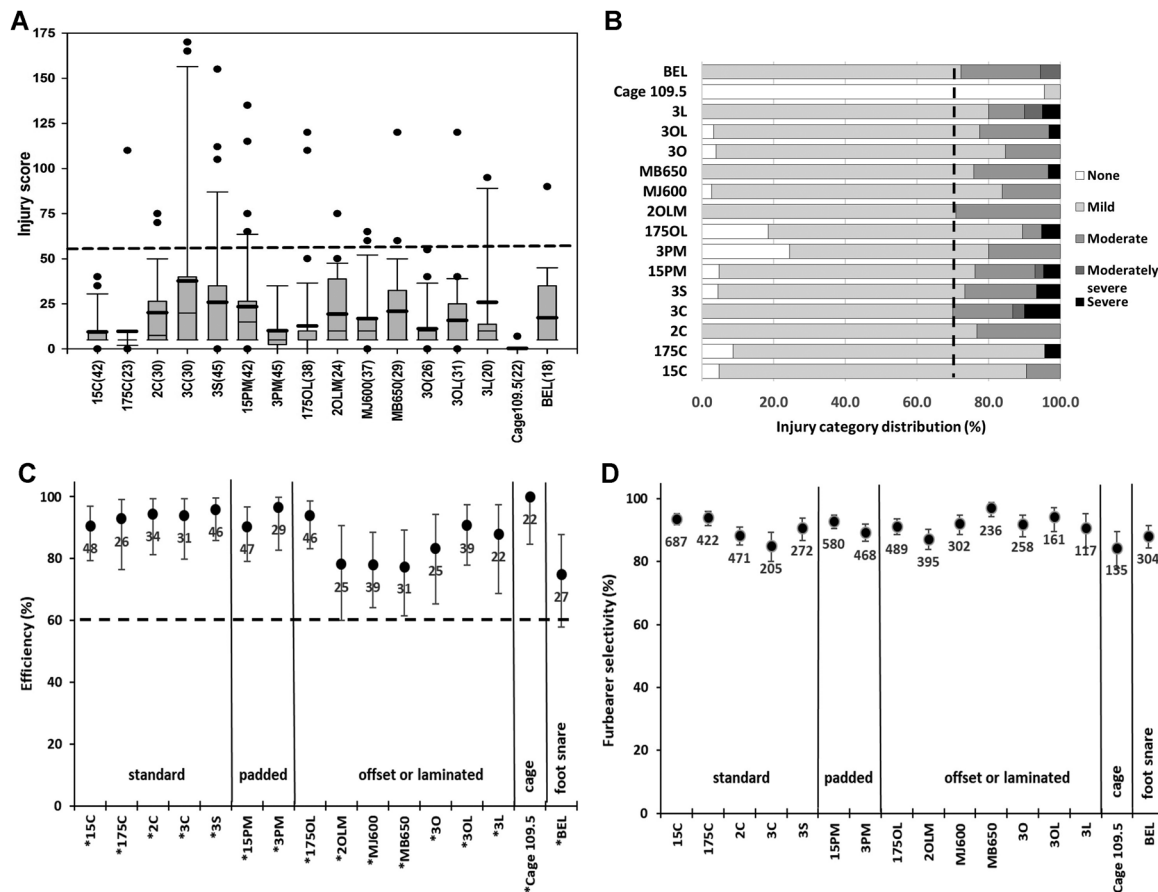 A
175
150
125
100
75
50
25
0
Injury score
15C(42)
175C(23)
2C(30)
3C(30)
3S(45)
15PM(42)
3PM(45)
175OL(38)
2OLM(24)
MJ600(37)
MB650(29)
3O(26)
3OL(31)
3L(20)
Cage109.5(22)
BEL(18)
B
BEL
Cage 109.5
3L
3OL
3O
MB650
MJ600
2OLM
175OL
3PM
15PM
3S
3C
2C
175C
15C
0.0 20.0 40.0 60.0 80.0 100.0
Injury category distribution (%)
None
Mild
Moderate
Moderately
severe
Severe
C
100
80
60
40
20
0
Efficiency (%)
48 26 34 31 46 47 29 46 25 39 31 25 39 22 22 27
standard
padded
offset or laminated
cage
foot snare
*15C
*175C
*2C
*3C
*3S
*15PM
*3PM
*175OL
*2OLM
*MJ600
*MB650
*3O
*3OL
*3L
*Cage 109.5
*BEL
D
100
80
60
40
20
0
Furbearer selectivity (%)
687 422 471 205 272 580 468 489 395 302 236 258 161 117 135 304
standard
padded
offset or laminated
cage
foot snare
15C
175C
2C
3C
3S
15PM
3PM
175OL
2OLM
MJ600
MB650
3O
3OL
3L
Cage 109.5
BEL